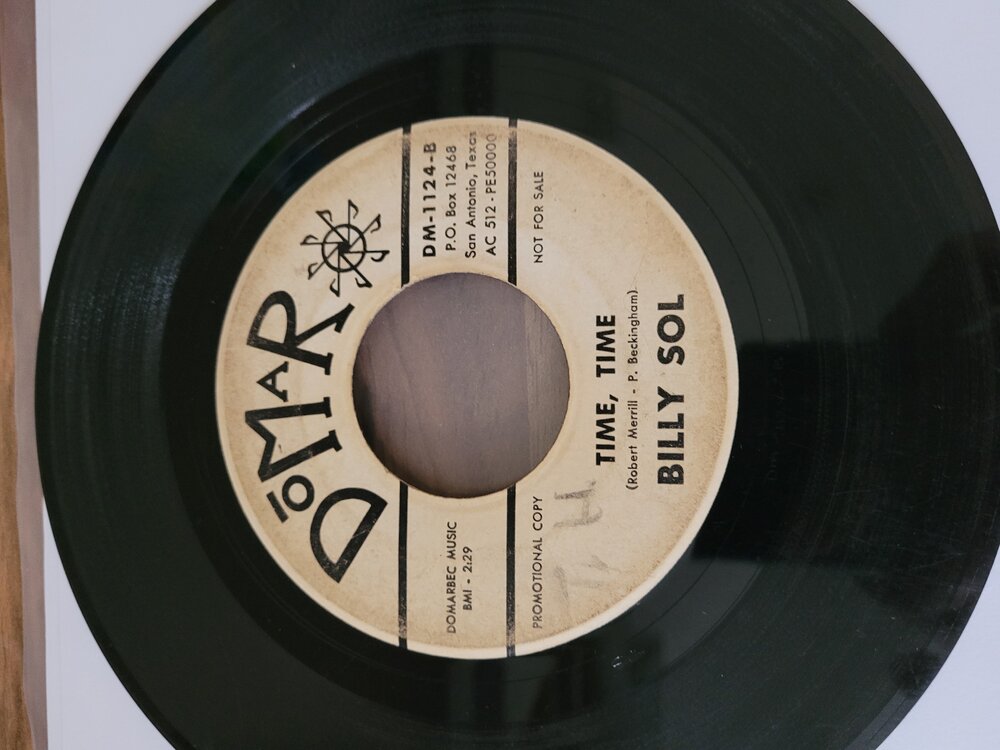 DōMAR
DOMARBEC MUSIC
BMI - 2:29
DM-1124-B
P.O. Box 12468
San Antonio, Texas
AC 512 - PE50000
PROMOTIONAL COPY
NOT FOR SALE
TIME, TIME
(Robert Merrill - P. Beckingham)
BILLY SOL